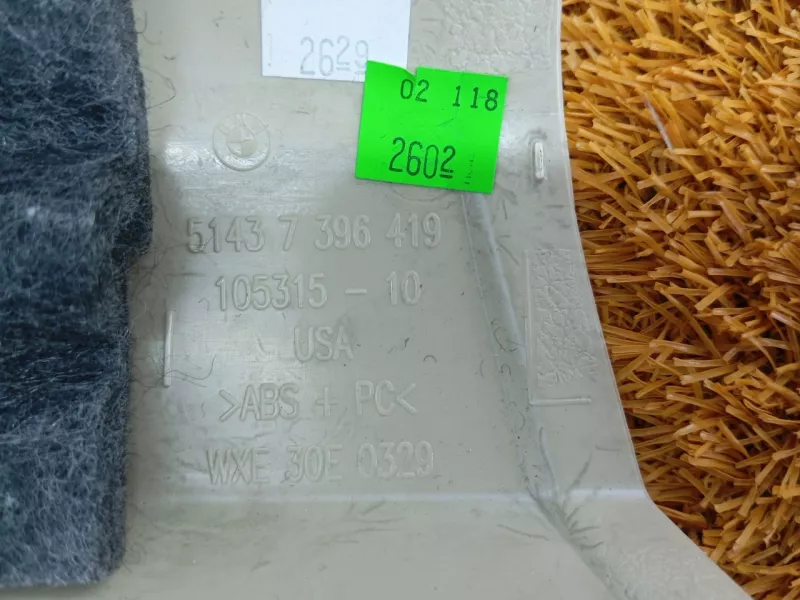 2629
02 118
2602
5143 7 396 419
105315 - 10
USA
>ABS + PC<
WXE 30E 0329